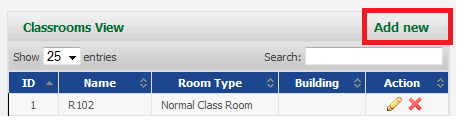 Classrooms View Add new
Show 25 entries Search:
ID Name Room Type Building Action
1 R102 Normal Class Room